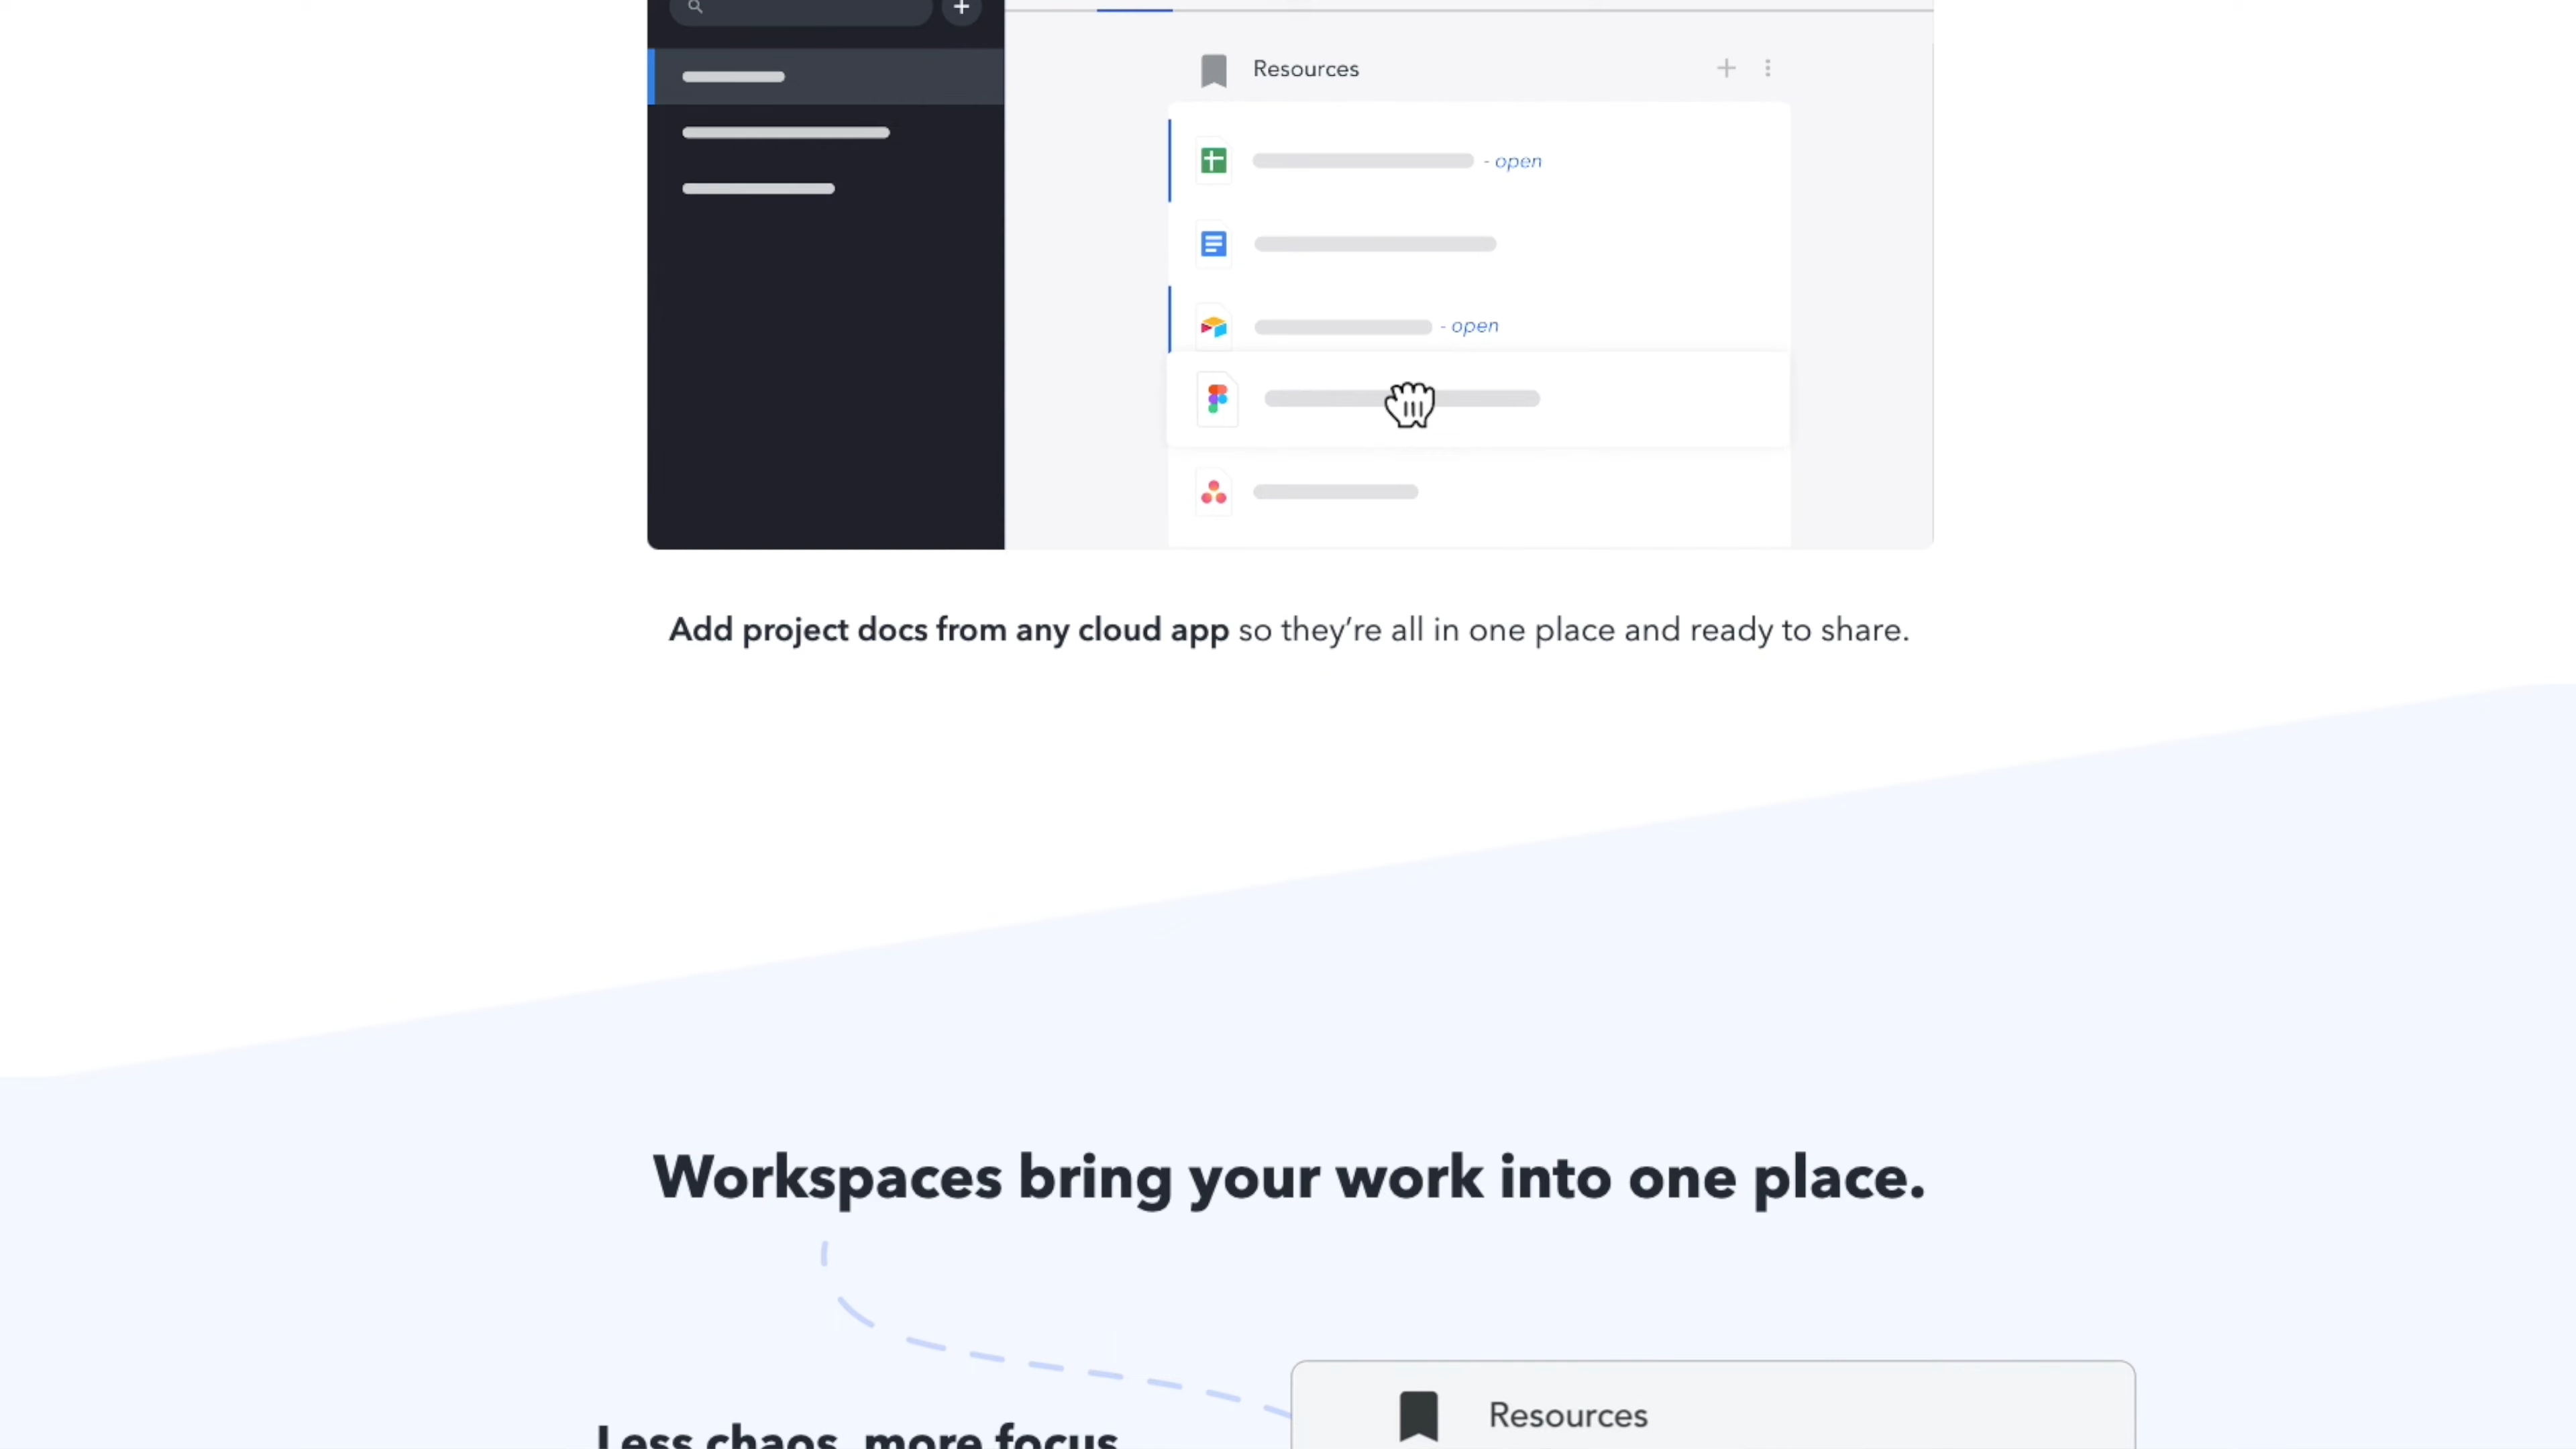 Resources
- open
- open
Add project docs from any cloud app so they’re all in one place and ready to share.
Workspaces bring your work into one place.
Less chaos, more focus
Resources